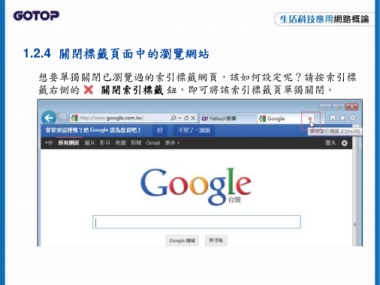 GOTOP
生活科技應用網路概論
1.2.4 關閉標籤頁面中的瀏覽網站
想要單獨關閉已瀏覽過的索引標籤網頁，該如何設定呢？請按索引標
籤右側的 關閉索引標籤 鈕，即可將該索引標籤頁單獨關閉。
http://www.google.com.tw/
Yahoo!奇摩
Google
關閉索引標籤 (Ctrl+W)
常常來這裡嗎？把 Google 設為首頁吧！
好
不用了，謝謝
+你 所有網頁 圖片 影片 地圖 新聞 Gmail 更多
登入
Google
台灣
Google 搜尋
好手氣